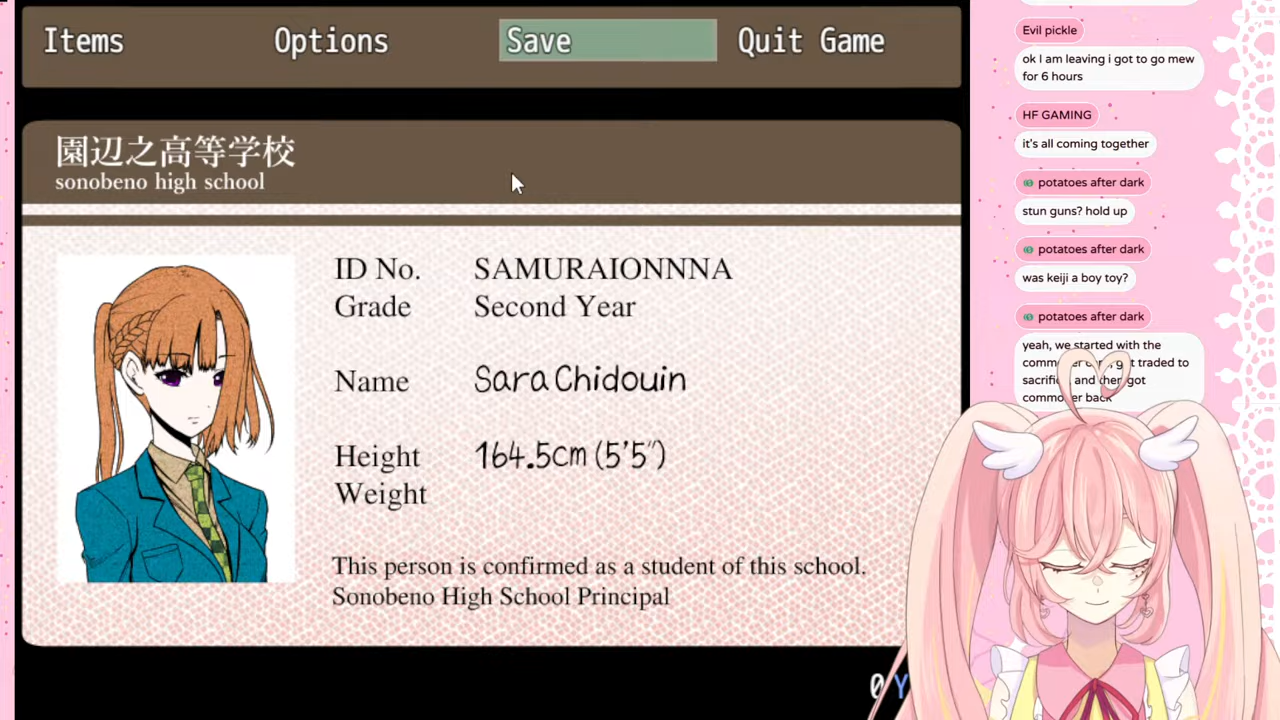 Items
Options
Save
Quit Game
園辺之高等学校
sonobeno high school
ID No. SAMURAIONNNA
Grade Second Year
Name Sara Chidouin
Height 164.5cm (5'5")
Weight
This person is confirmed as a student of this school.
Sonobeno High School Principal
0 Y
Evil pickle
ok I am leaving i got to go mew
for 6 hours
HF GAMING
it's all coming together
potatoes after dark
stun guns? hold up
potatoes after dark
was keiji a boy toy?
potatoes after dark
yeah, we started with the
got traded to
and then got
back